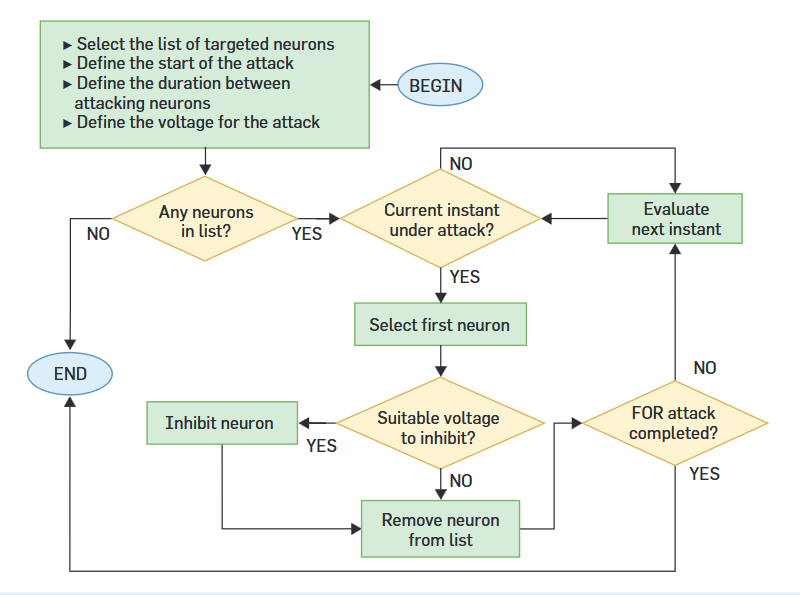 ► Select the list of targeted neurons
► Define the start of the attack
► Define the duration between
attacking neurons
► Define the voltage for the attack
BEGIN
Any neurons
in list?
NO
YES
Current instant
under attack?
NO
YES
Evaluate
next instant
Select first neuron
END
Inhibit neuron
Suitable voltage
to inhibit?
YES
NO
FOR attack
completed?
NO
YES
Remove neuron
from list